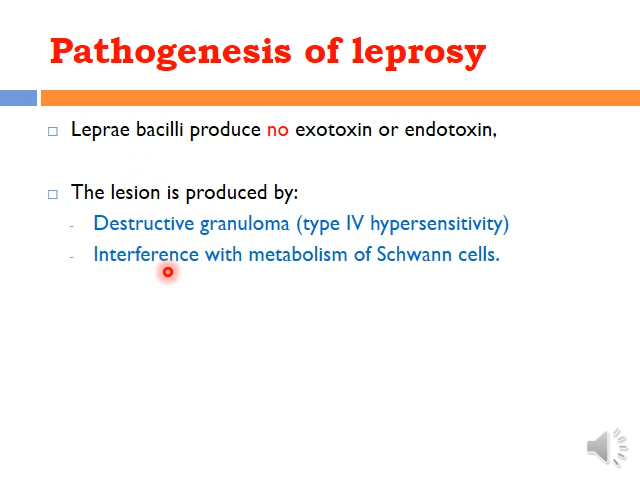 Pathogenesis of leprosy
Leprae bacilli produce no exotoxin or endotoxin,
The lesion is produced by:
- Destructive granuloma (type IV hypersensitivity)
- Interference with metabolism of Schwann cells.